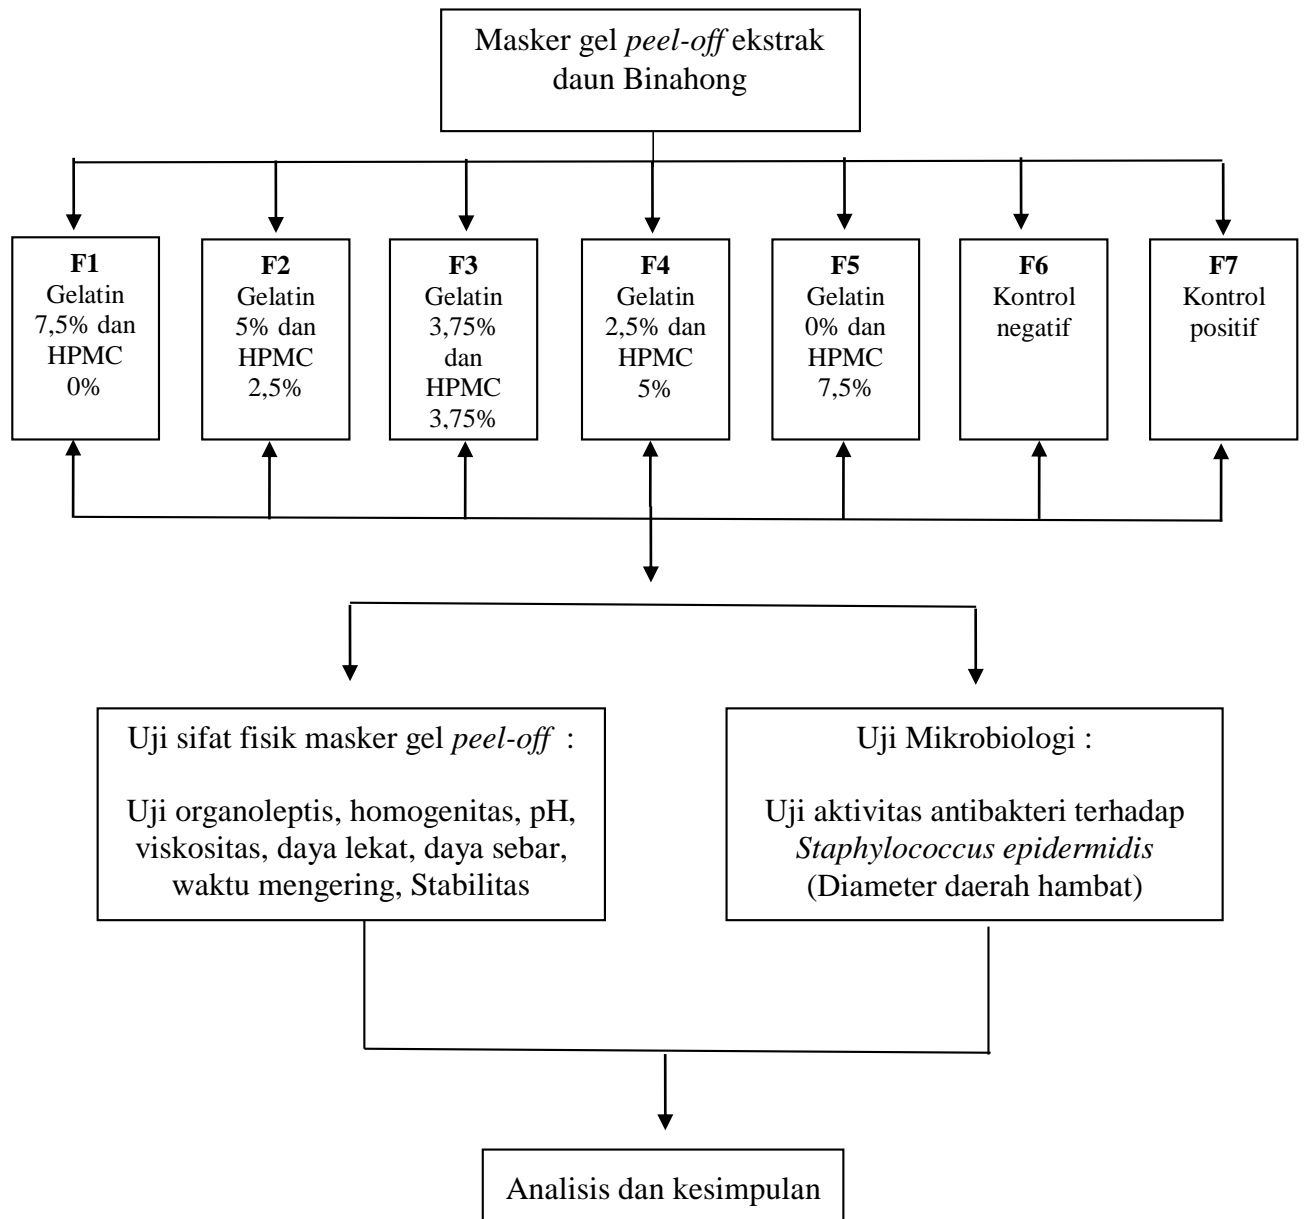 Masker gel peel-off ekstrak
daun Binahong
F1
Gelatin
7,5% dan
HPMC
0%
F2
Gelatin
5% dan
HPMC
2,5%
F3
Gelatin
3,75%
dan
HPMC
3,75%
F4
Gelatin
2,5% dan
HPMC
5%
F5
Gelatin
0% dan
HPMC
7,5%
F6
Kontrol
negatif
F7
Kontrol
positif
Uji sifat fisik masker gel peel-off :
Uji organoleptis, homogenitas, pH,
viskositas, daya lekat, daya sebar,
waktu mengering, Stabilitas
Uji Mikrobiologi :
Uji aktivitas antibakteri terhadap
Staphylococcus epidermidis
(Diameter daerah hambat)
Analisis dan kesimpulan